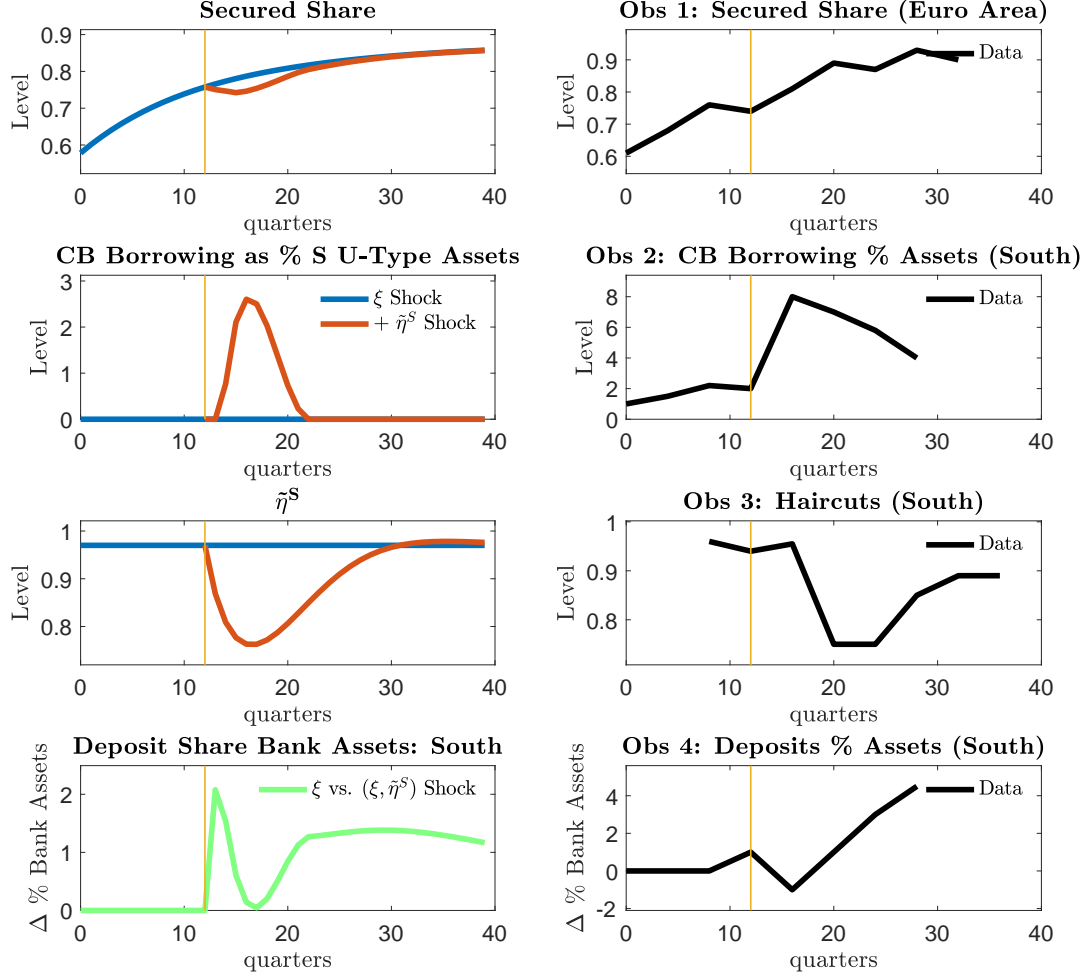 Secured Share
0.9
0.8
0.7
0.6
Level
0 10 20 30 40
quarters
Obs 1: Secured Share (Euro Area)
0.9
0.8
0.7
0.6
Level
Data
0 10 20 30 40
quarters
CB Borrowing as % S U-Type Assets
3
2
1
0
Level
ξ Shock
+ η̃^S Shock
0 10 20 30 40
quarters
Obs 2: CB Borrowing % Assets (South)
8
6
4
2
0
Level
Data
0 10 20 30 40
quarters
η̃^S
1
0.9
0.8
Level
0 10 20 30 40
quarters
Obs 3: Haircuts (South)
1
0.9
0.8
Level
Data
0 10 20 30 40
quarters
Deposit Share Bank Assets: South
2
1
0
Δ % Bank Assets
ξ vs. (ξ, η̃^S) Shock
0 10 20 30 40
quarters
Obs 4: Deposits % Assets (South)
4
2
0
-2
Δ % Bank Assets
Data
0 10 20 30 40
quarters